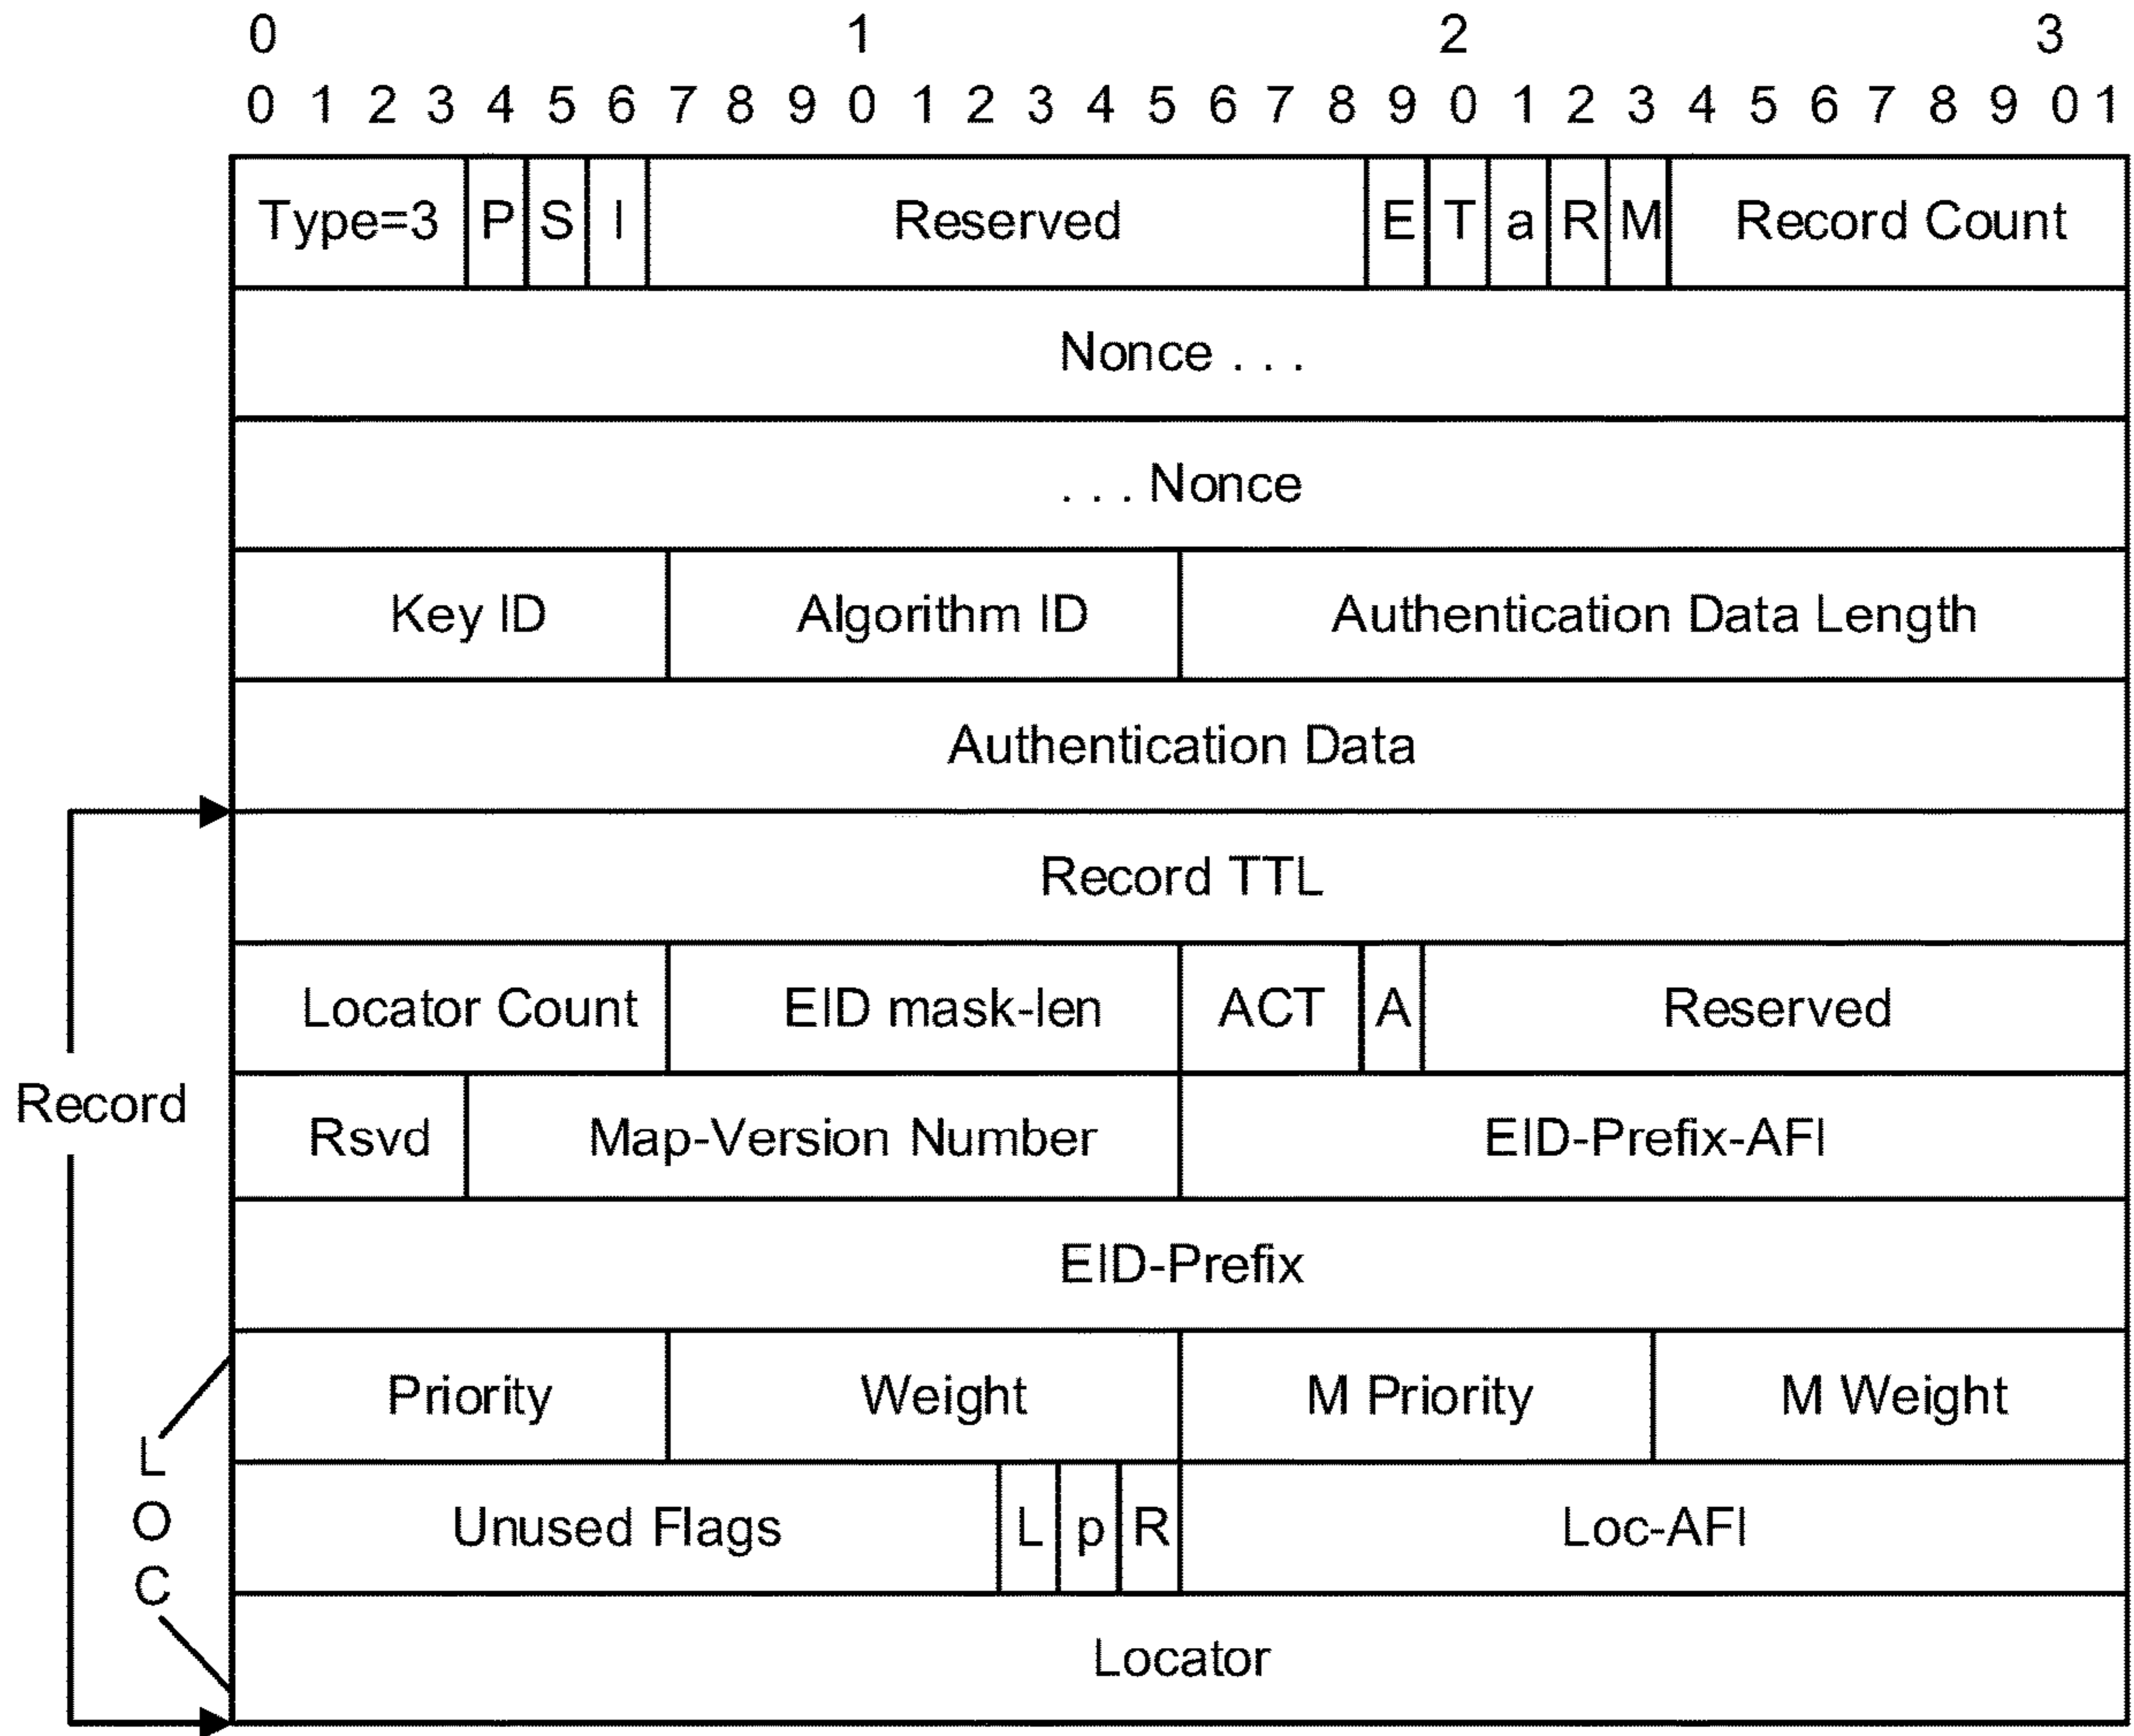 0 1 2 3
0 1 2 3 4 5 6 7 8 9 0 1 2 3 4 5 6 7 8 9 0 1 2 3 4 5 6 7 8 9 0 1
Type=3 P S I Reserved E T a R M Record Count
Nonce . . .
. . . Nonce
Key ID Algorithm ID Authentication Data Length
Authentication Data
Record TTL
Locator Count EID mask-len ACT A Reserved
Record
Rsvd Map-Version Number EID-Prefix-AFI
EID-Prefix
Priority Weight M Priority M Weight
L
O
C
Unused Flags L p R Loc-AFI
Locator